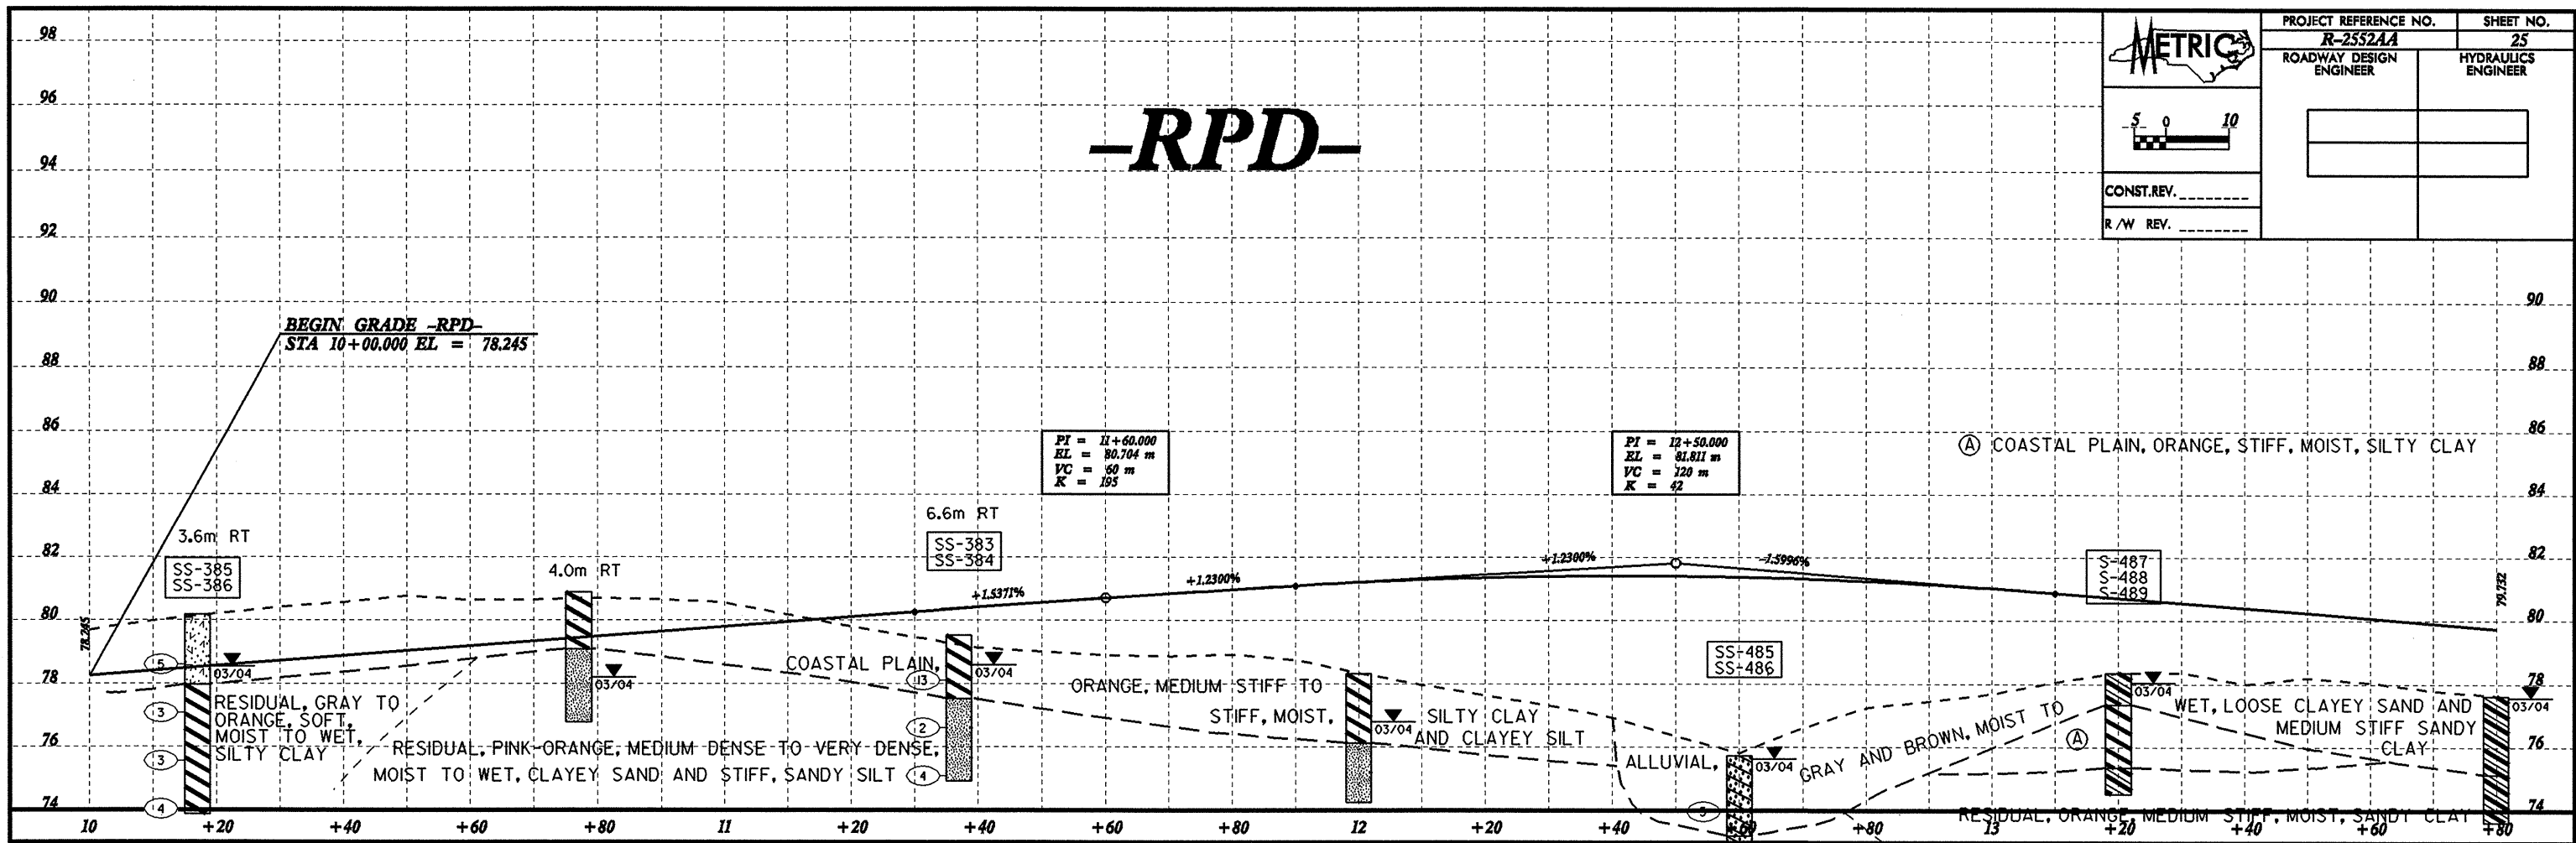 METRIC
PROJECT REFERENCE NO.
SHEET NO.
R-2552AA
25
ROADWAY DESIGN
ENGINEER
HYDRAULICS
ENGINEER
5 0 10
CONST.REV.
R/W REV.
-RPD-
98
96
94
92
90 90
BEGIN GRADE -RPD-
STA 10+00.000 EL = 78.245
88 88
86 86
PI = 11+60.000
EL = 80.704 m
VC = 60 m
K = 195
PI = 12+50.000
EL = 81.811 m
VC = 120 m
K = 42
A COASTAL PLAIN, ORANGE, STIFF, MOIST, SILTY CLAY
84 84
3.6m RT
6.6m RT
82 82
SS-385
SS-386
4.0m RT
SS-383
SS-384
+1.5371%
+1.2300%
+1.2300%
-1.5996%
S-487
S-488
S-489
80 80
78.245
79.732
SS-485
SS-486
78 78
5
03/04
03/04
COASTAL PLAIN,
13
03/04
ORANGE, MEDIUM STIFF TO
STIFF, MOIST,
03/04
SILTY CLAY
AND CLAYEY SILT
03/04
03/04
03/04
3
RESIDUAL, GRAY TO
ORANGE, SOFT,
MOIST TO WET,
SILTY CLAY
3
RESIDUAL, PINK-ORANGE, MEDIUM DENSE TO VERY DENSE,
MOIST TO WET, CLAYEY SAND AND STIFF, SANDY SILT
2
4
ALLUVIAL,
GRAY AND BROWN, MOIST TO
A
WET, LOOSE CLAYEY SAND AND
MEDIUM STIFF SANDY
CLAY
76 76
4
74 74
RESIDUAL, ORANGE, MEDIUM STIFF, MOIST, SANDY CLAY
10 +20 +40 +60 +80 11 +20 +40 +60 +80 12 +20 +40 +60 +80 13 +20 +40 +60 +80